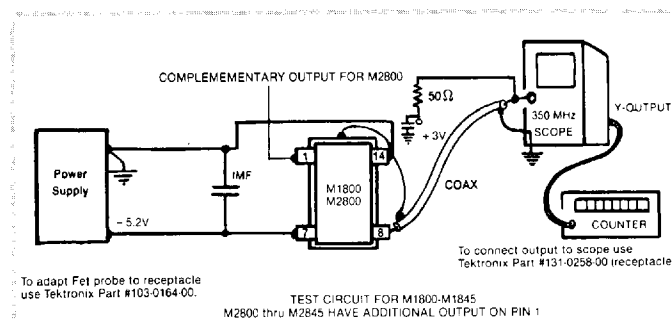 COMPLEMEMENTARY OUTPUT FOR M2800
50Ω
350 MHz
SCOPE
Y-OUTPUT
+3V
Power
Supply
1MF
1
14
M1800
M2800
COAX
-5.2V
7
8
COUNTER
To connect output to scope use
Tektronix Part #131-0258-00 (receptacle
To adapt Fet probe to receptacle
use Tektronix Part #103-0164-00.
TEST CIRCUIT FOR M1800-M1845
M2800 thru M2845 HAVE ADDITIONAL OUTPUT ON PIN 1